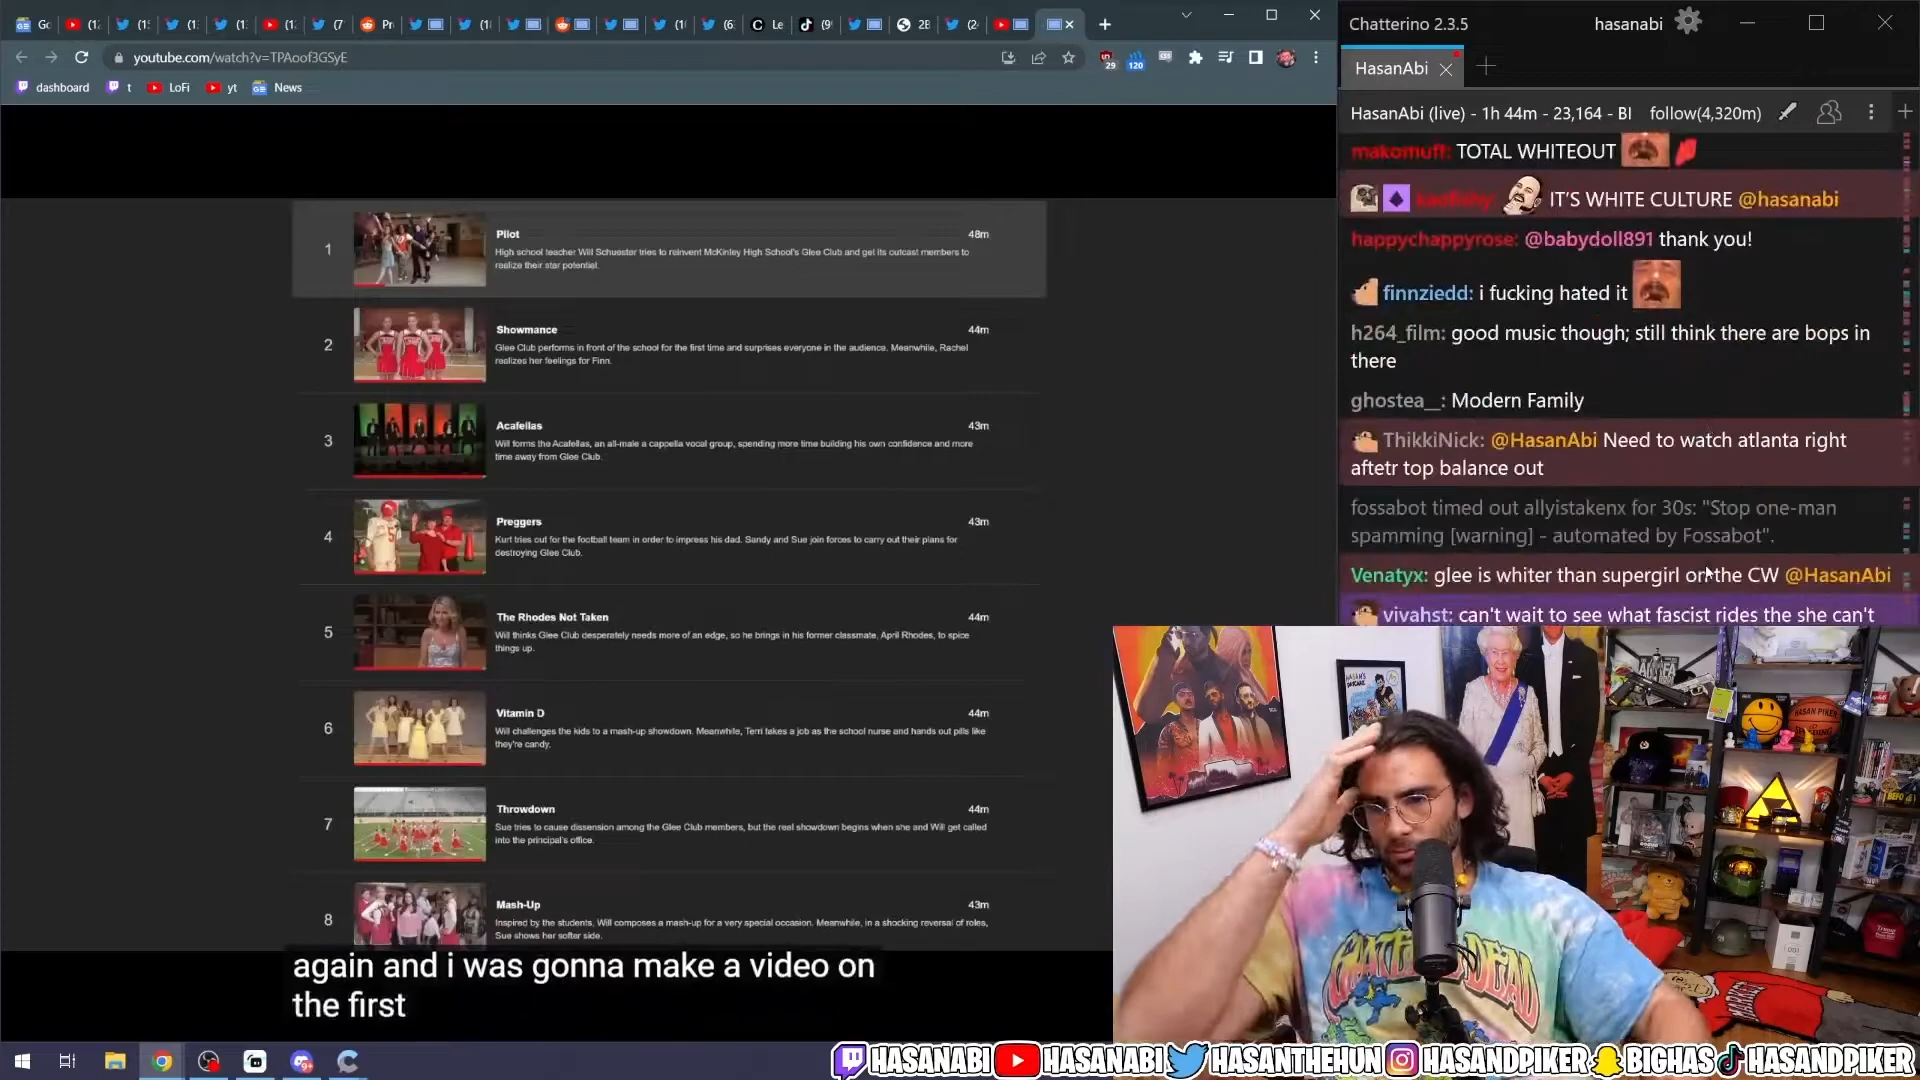 Chatterino 2.3.5
hasanabi
youtube.com/watch?v=TPAoof3GSyE
29
120
dashboard
t
LoFi
yt
News
HasanAbi
HasanAbi (live) - 1h 44m - 23,164 - BI
follow(4,320m)
makomuft: TOTAL WHITEOUT
IT'S WHITE CULTURE @hasanabi
happychappyrose: @babydoll891 thank you!
finnziedd: i fucking hated it
h264_film: good music though; still think there are bops in
there
ghostea__: Modern Family
ThikkiNick: @HasanAbi Need to watch atlanta right
aftetr top balance out
fossabot timed out allyistakenx for 30s: "Stop one-man
spamming [warning] - automated by Fossabot".
Venatyx: glee is whiter than supergirl on the CW @HasanAbi
vivahst: can't wait to see what fascist rides the she can't
1
Pilot
48m
High school teacher Will Schuester tries to reinvent McKinley High School's Glee Club and get its outcast members to
realize their star potential.
2
Showmance
44m
Glee Club performs in front of the school for the first time and surprises everyone in the audience. Meanwhile, Rachel
realizes her feelings for Finn.
3
Acafellas
43m
Will forms the Acafellas, an all-male a cappella vocal group, spending more time building his own confidence and more
time away from Glee Club.
4
Preggers
43m
Kurt tries out for the football team in order to impress his dad. Sandy and Sue join forces to carry out their plans for
destroying Glee Club.
5
The Rhodes Not Taken
44m
Will thinks Glee Club desperately needs more of an edge, so he brings in his former classmate, April Rhodes, to spice
things up.
6
Vitamin D
44m
Will challenges the kids to a mash-up showdown. Meanwhile, Terri takes a job as the school nurse and hands out pills like
they're candy.
7
Throwdown
44m
Sue tries to cause dissension among the Glee Club members, but the real showdown begins when she and Will get called
into the principal's office.
8
Mash-Up
43m
Inspired by the students, Will composes a mash-up for a very special occasion. Meanwhile, in a shocking reversal of roles,
Sue shows her softer side.
again and i was gonna make a video on
the first
HASANABI
HASANABI
HASANTHEHUN
HASANDPIKER
BIGHAS
HASANDPIKER